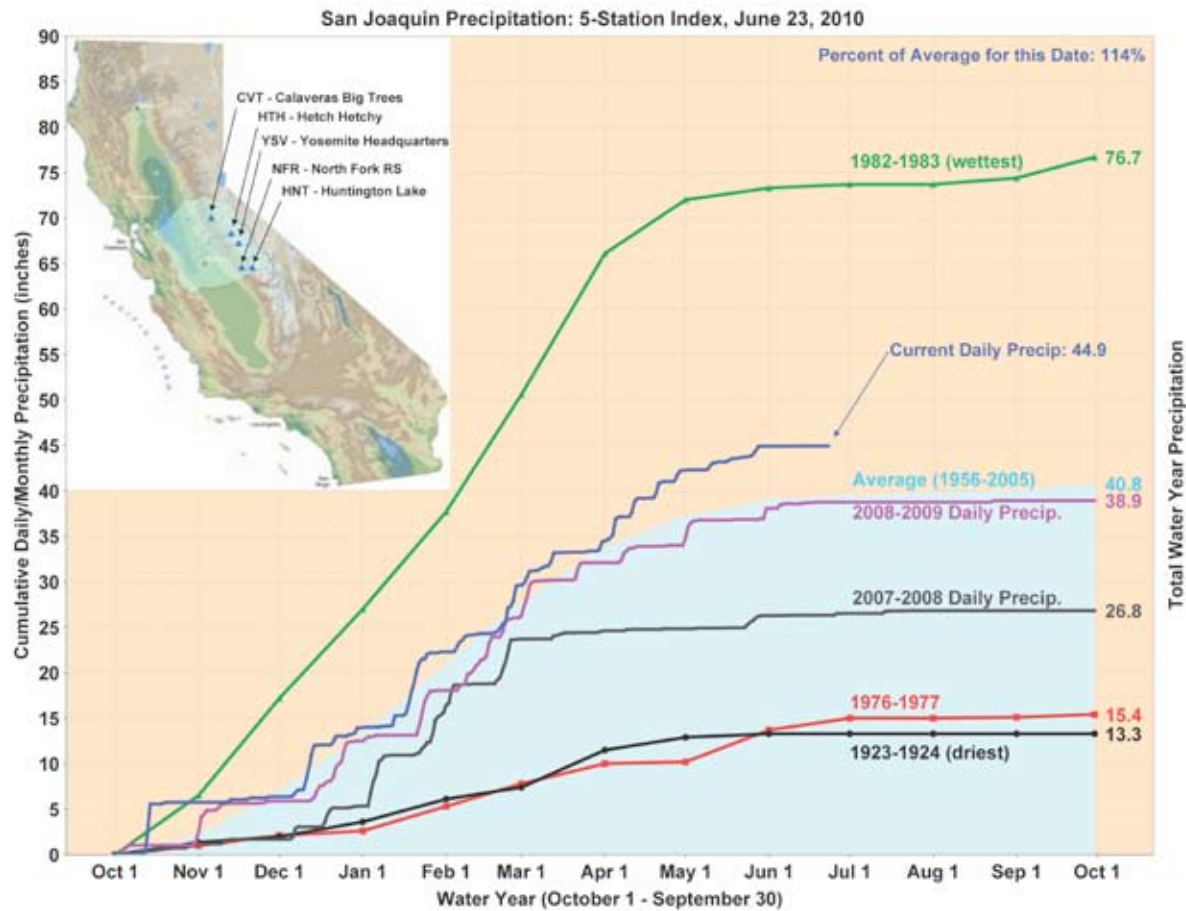 San Joaquin Precipitation: 5-Station Index, June 23, 2010
Percent of Average for this Date: 114%
CVT - Calaveras Big Trees
HTH - Hetch Hetchy
YSV - Yosemite Headquarters
NFR - North Fork RS
HNT - Huntington Lake
1982-1983 (wettest)
76.7
Current Daily Precip: 44.9
Average (1956-2005)
40.8
2008-2009 Daily Precip.
38.9
2007-2008 Daily Precip.
26.8
1976-1977
15.4
1923-1924 (driest)
13.3
Cumulative Daily/Monthly Precipitation (inches)
90
85
80
75
70
65
60
55
50
45
40
35
30
25
20
15
10
5
0
Total Water Year Precipitation
Oct 1 Nov 1 Dec 1 Jan 1 Feb 1 Mar 1 Apr 1 May 1 Jun 1 Jul 1 Aug 1 Sep 1 Oct 1
Water Year (October 1 - September 30)